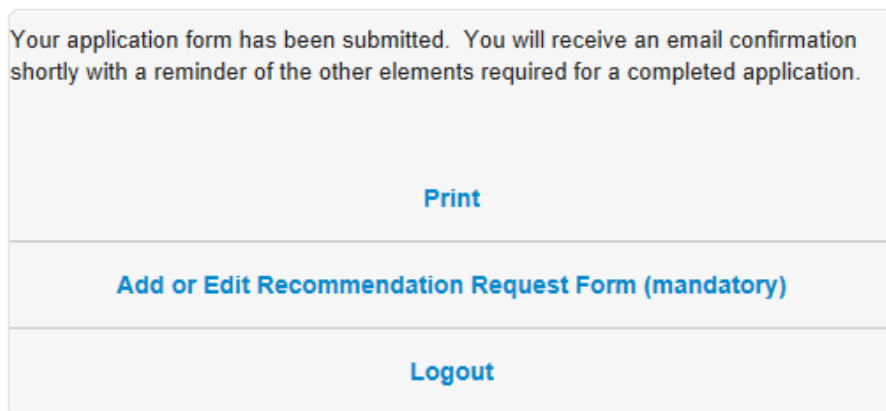 Your application form has been submitted.  You will receive an email confirmation
shortly with a reminder of the other elements required for a completed application.
Print
Add or Edit Recommendation Request Form (mandatory)
Logout